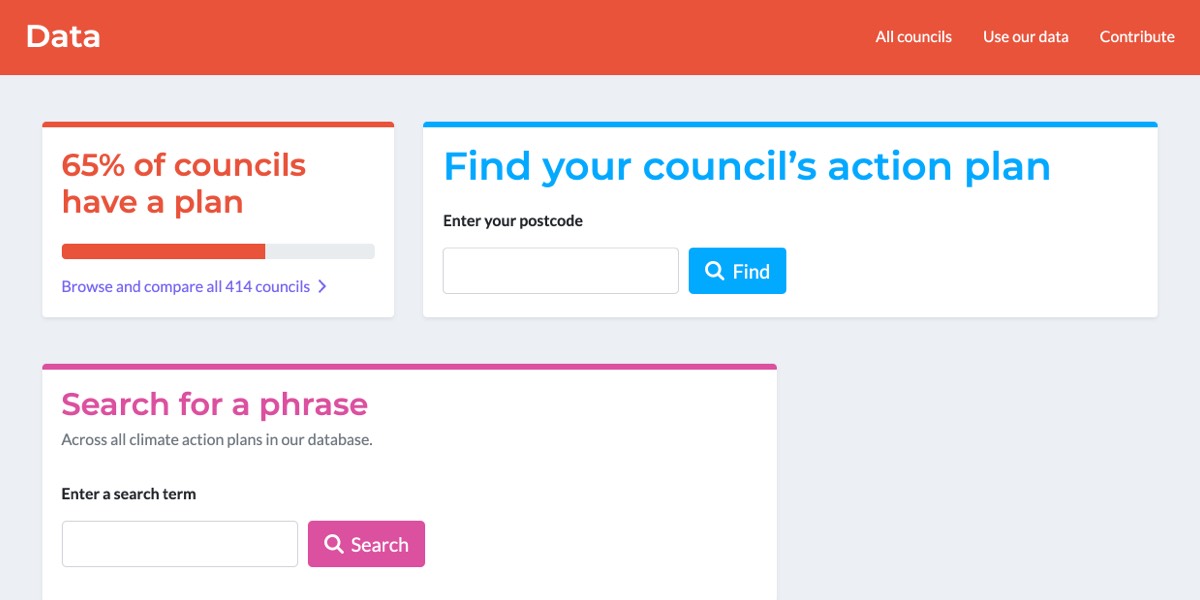 Data
All councils
Use our data
Contribute
65% of councils
have a plan
Browse and compare all 414 councils
Find your council’s action plan
Enter your postcode
Find
Search for a phrase
Across all climate action plans in our database.
Enter a search term
Search